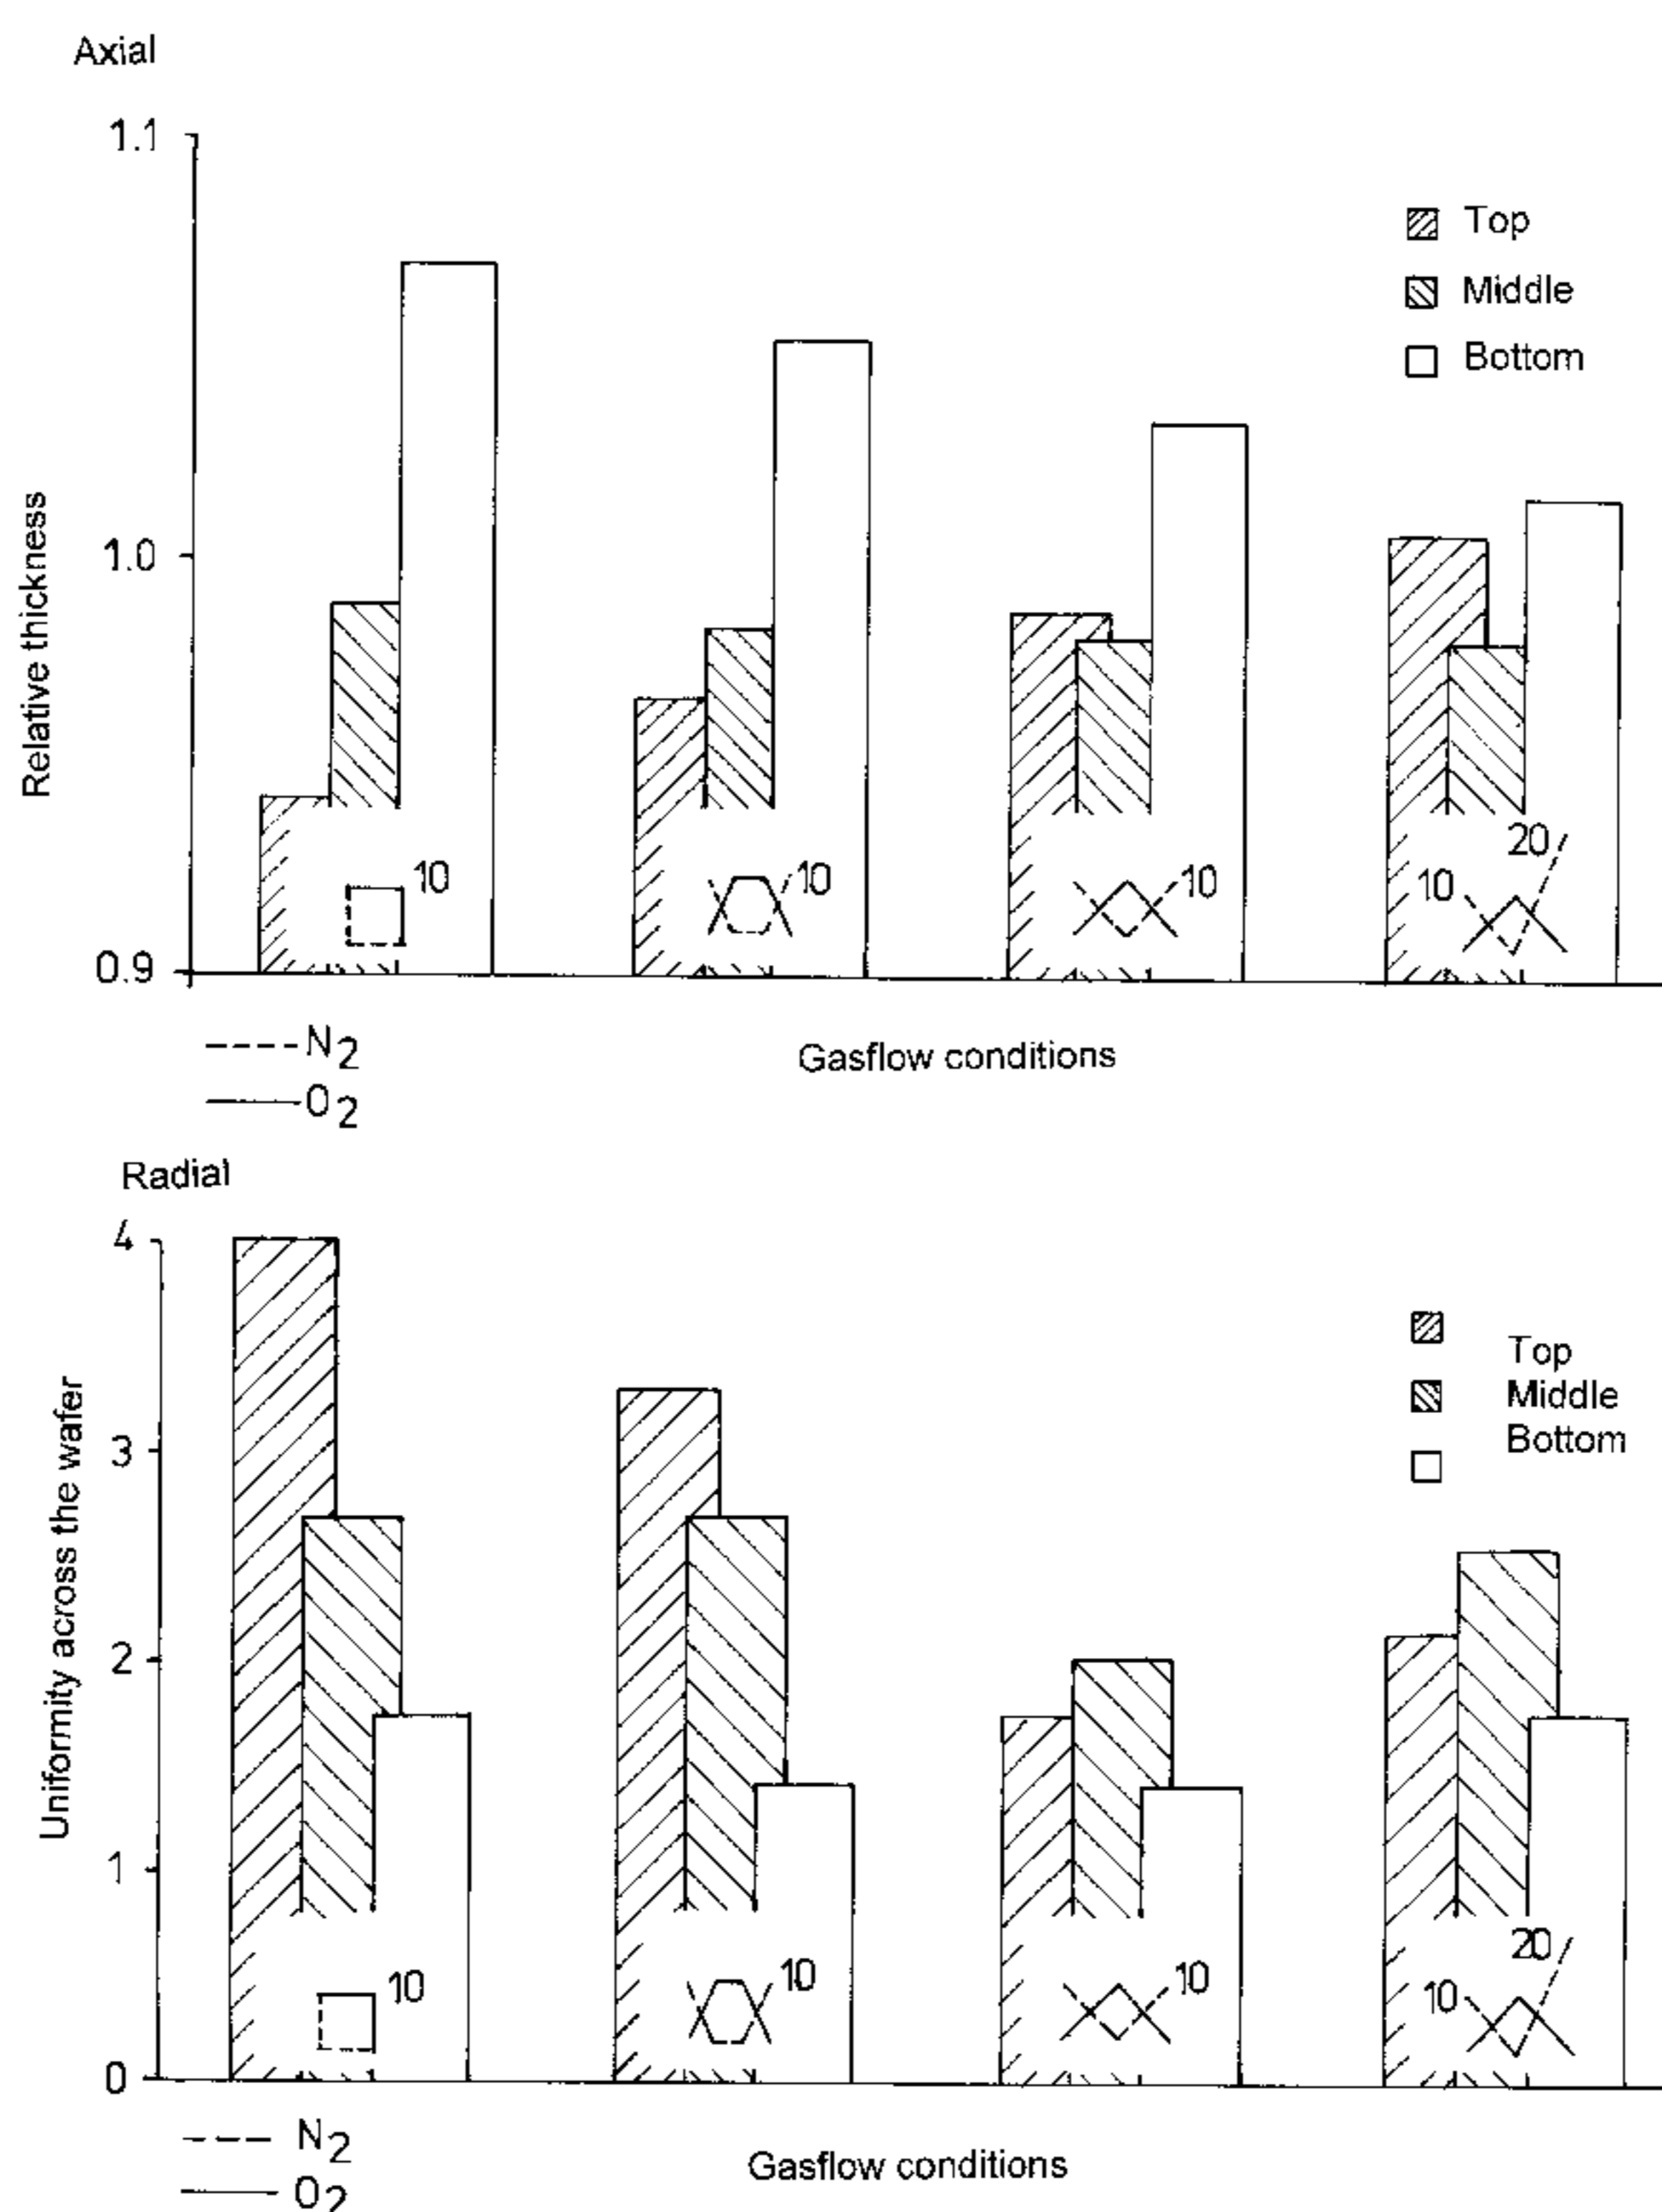 Axial
1.1
Top
Middle
Bottom
Relative thickness
1.0
20
10
10
10
10
0.9
N2
Gasflow conditions
O2
Radial
4
Top
Middle
Bottom
Uniformity across the wafer
3
2
1
20
10
10
10
10
0
N2
Gasflow conditions
O2